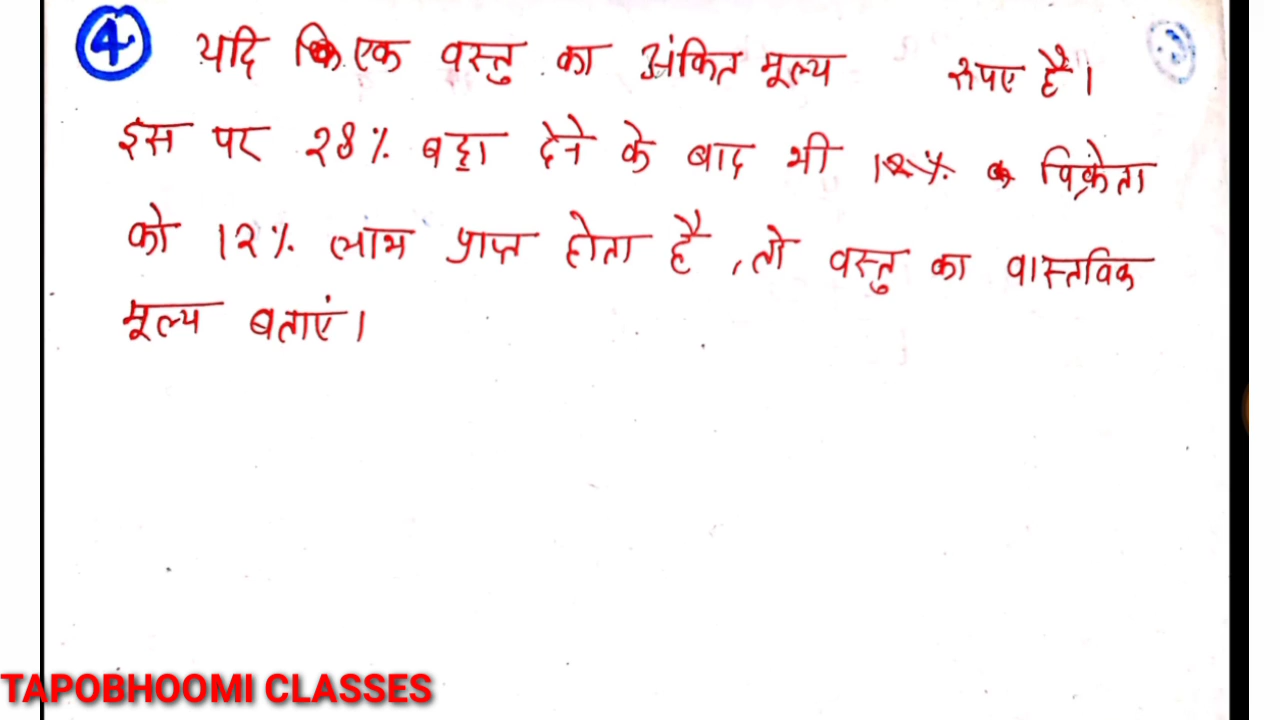 4 यदि एक वस्तु का अंकित मूल्य रुपए है।
इस पर 28% बट्टा देने के बाद भी 12% विक्रेता
को 12% लाभ प्राप्त होता है, तो वस्तु का वास्तविक
मूल्य बताएं।
TAPOBHOOMI CLASSES